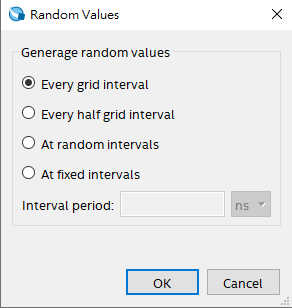 Random Values
Generage random values
Every grid interval
Every half grid interval
At random intervals
At fixed intervals
Interval period: ns
OK Cancel